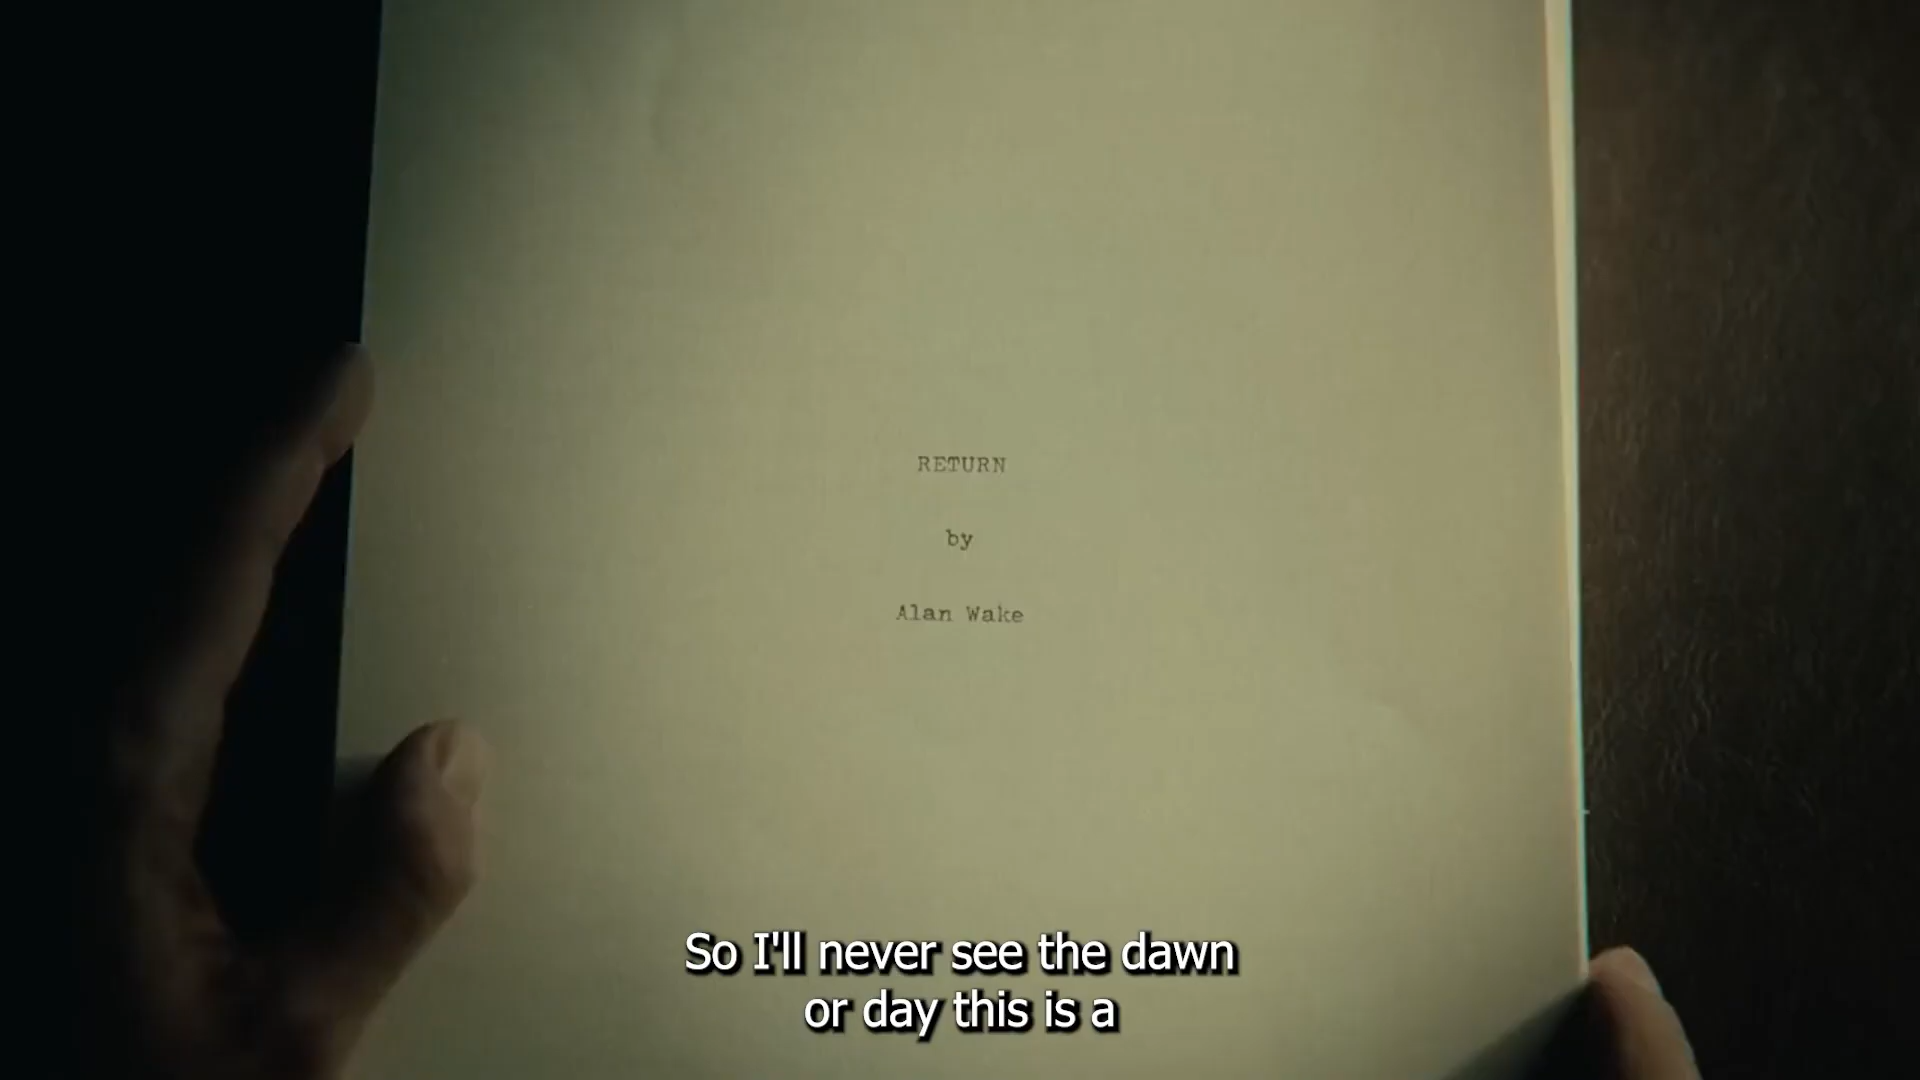 RETURN
by
Alan Wake
So I'll never see the dawn
or day this is a